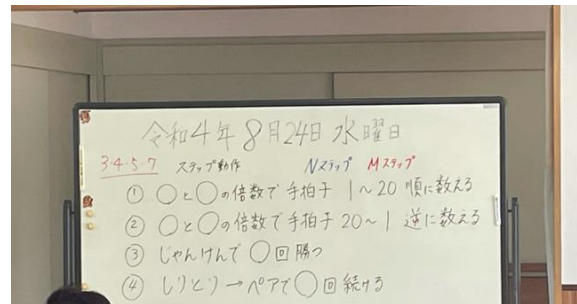 令和4年8月24日水曜日
3・4・5・7 ステップ動作 Nステップ Mステップ
① ○と○の倍数で手拍子 1〜20 順に数える
② ○と○の倍数で手拍子 20〜1 逆に数える
③ じゃんけんで○回勝つ
④ しりとり→ペアで○回続ける